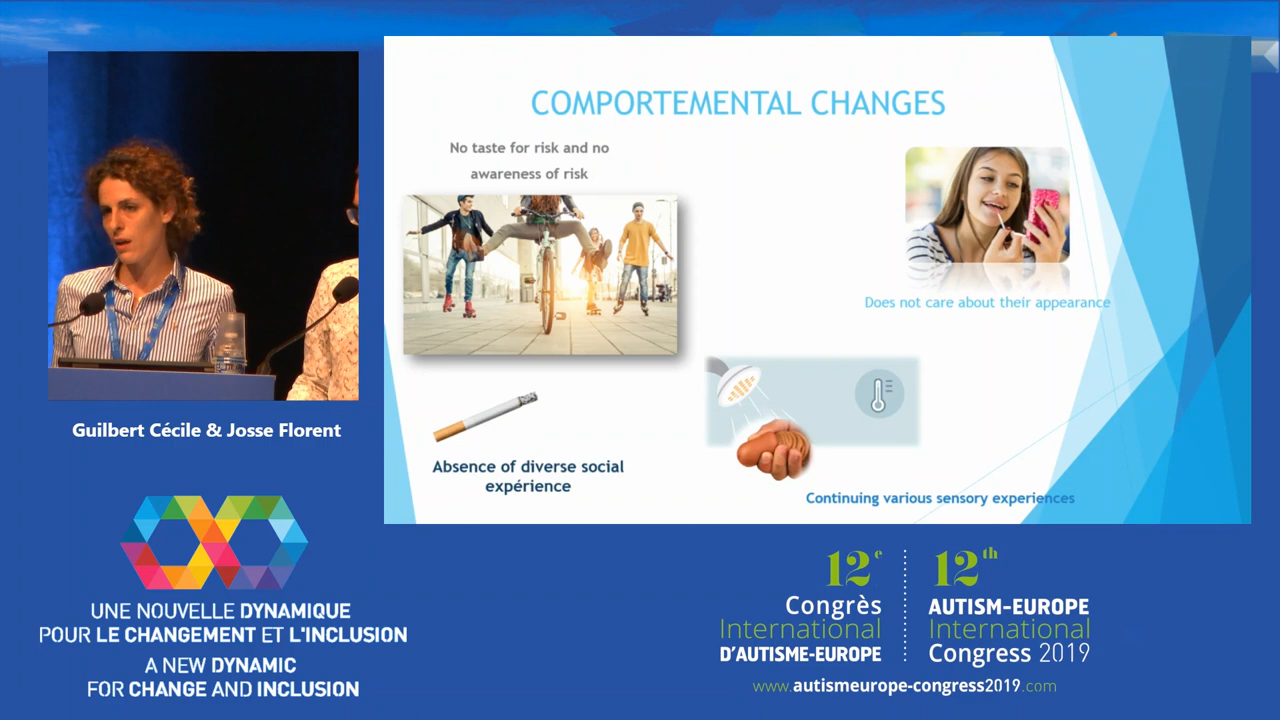 COMPORTEMENTAL CHANGES
No taste for risk and no
awareness of risk
Does not care about their appearance
Absence of diverse social
expérience
Continuing various sensory experiences
Guilbert Cécile & Josse Florent
UNE NOUVELLE DYNAMIQUE
POUR LE CHANGEMENT ET L'INCLUSION
A NEW DYNAMIC
FOR CHANGE AND INCLUSION
12e
Congrès
International
D'AUTISME-EUROPE
12th
AUTISM-EUROPE
International
Congress 2019
www.autismeurope-congress2019.com